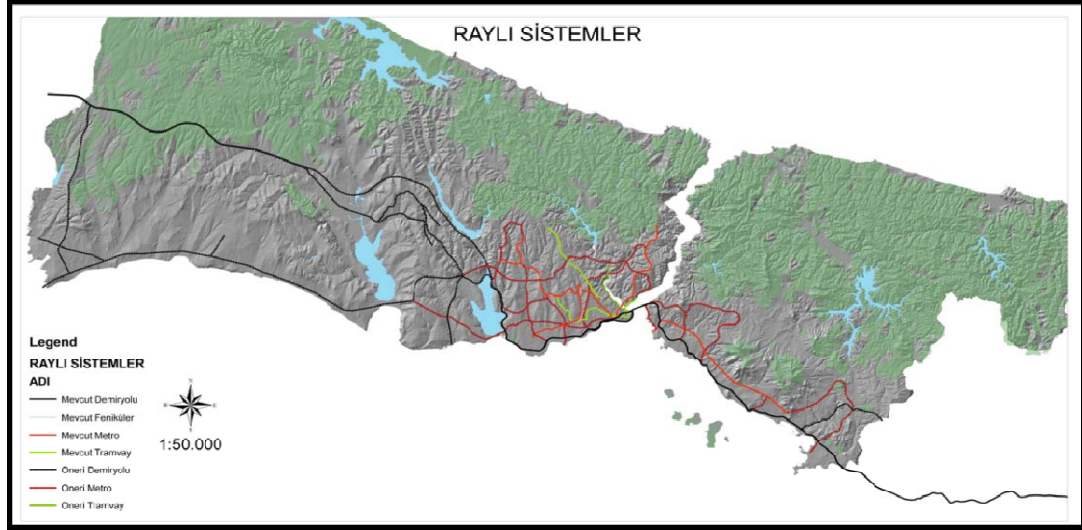 RAYLI SİSTEMLER
Legend
RAYLI SİSTEMLER
ADI
Mevcut Demiryolu
Mevcut Feniküler
Mevcut Metro
Mevcut Tramvay
Öneri Demiryolu
Öneri Metro
Öneri Tramvay
1:50.000